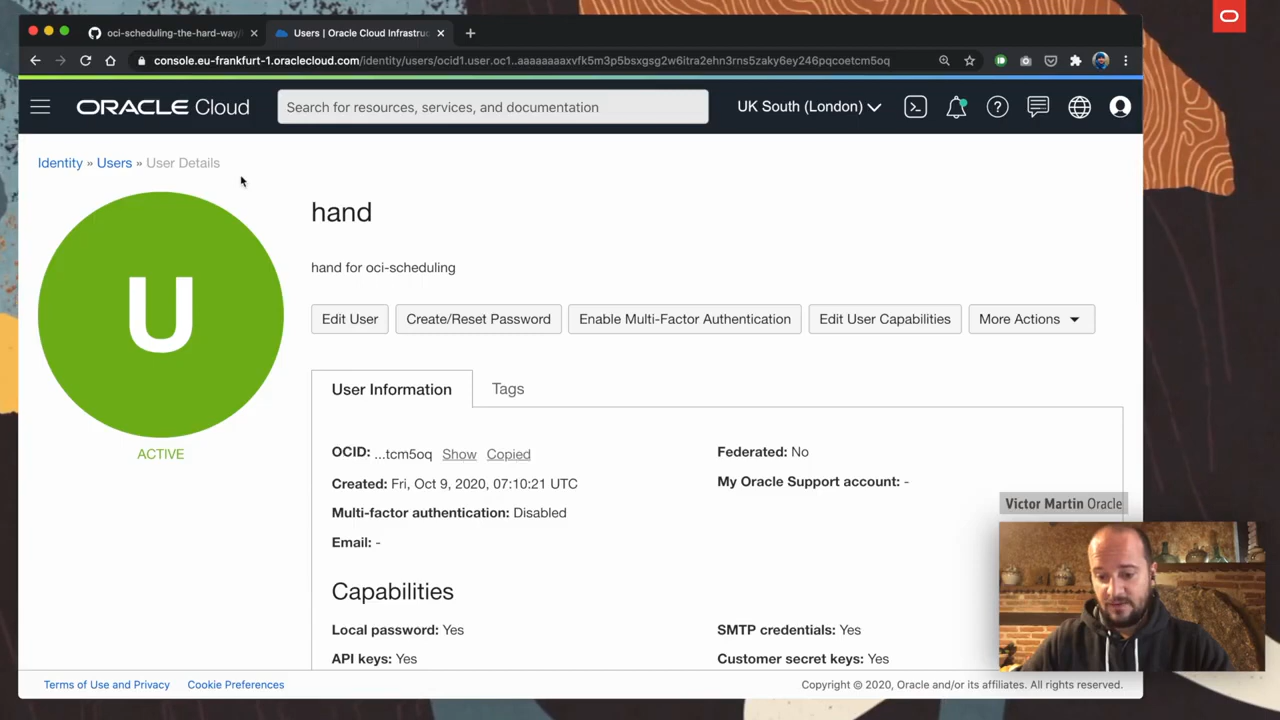 oci-scheduling-the-hard-way/
Users | Oracle Cloud Infrastruc
console.eu-frankfurt-1.oraclecloud.com/identity/users/ocid1.user.oc1..aaaaaaaaxvfk5m3p5bsxgsg2w6itra2ehn3rns5zaky6ey246pqcoetcm5oq
ORACLE Cloud
Search for resources, services, and documentation
UK South (London)
Identity » Users » User Details
U
ACTIVE
hand
hand for oci-scheduling
Edit User
Create/Reset Password
Enable Multi-Factor Authentication
Edit User Capabilities
More Actions
User Information
Tags
OCID: ...tcm5oq Show Copied
Created: Fri, Oct 9, 2020, 07:10:21 UTC
Multi-factor authentication: Disabled
Email: -
Federated: No
My Oracle Support account: -
Capabilities
Local password: Yes
API keys: Yes
SMTP credentials: Yes
Customer secret keys: Yes
Victor Martin Oracle
Terms of Use and Privacy
Cookie Preferences
Copyright © 2020, Oracle and/or its affiliates. All rights reserved.